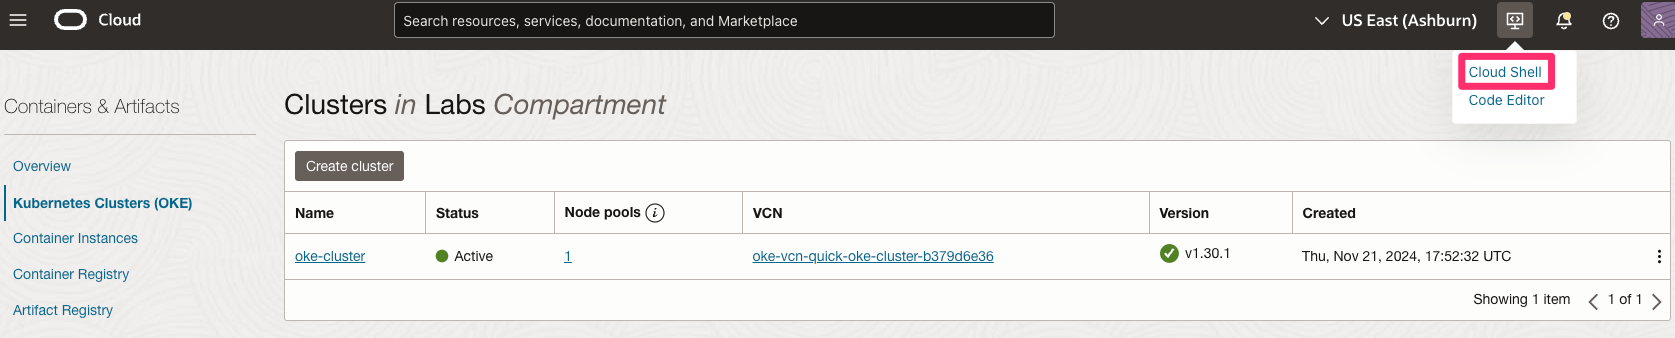 Cloud
Search resources, services, documentation, and Marketplace
US East (Ashburn)
Cloud Shell
Code Editor
Containers & Artifacts
Overview
Kubernetes Clusters (OKE)
Container Instances
Container Registry
Artifact Registry
Clusters in Labs Compartment
Create cluster
Name Status Node pools i VCN Version Created
oke-cluster Active 1 oke-vcn-quick-oke-cluster-b379d6e36 v1.30.1 Thu, Nov 21, 2024, 17:52:32 UTC
Showing 1 item 1 of 1